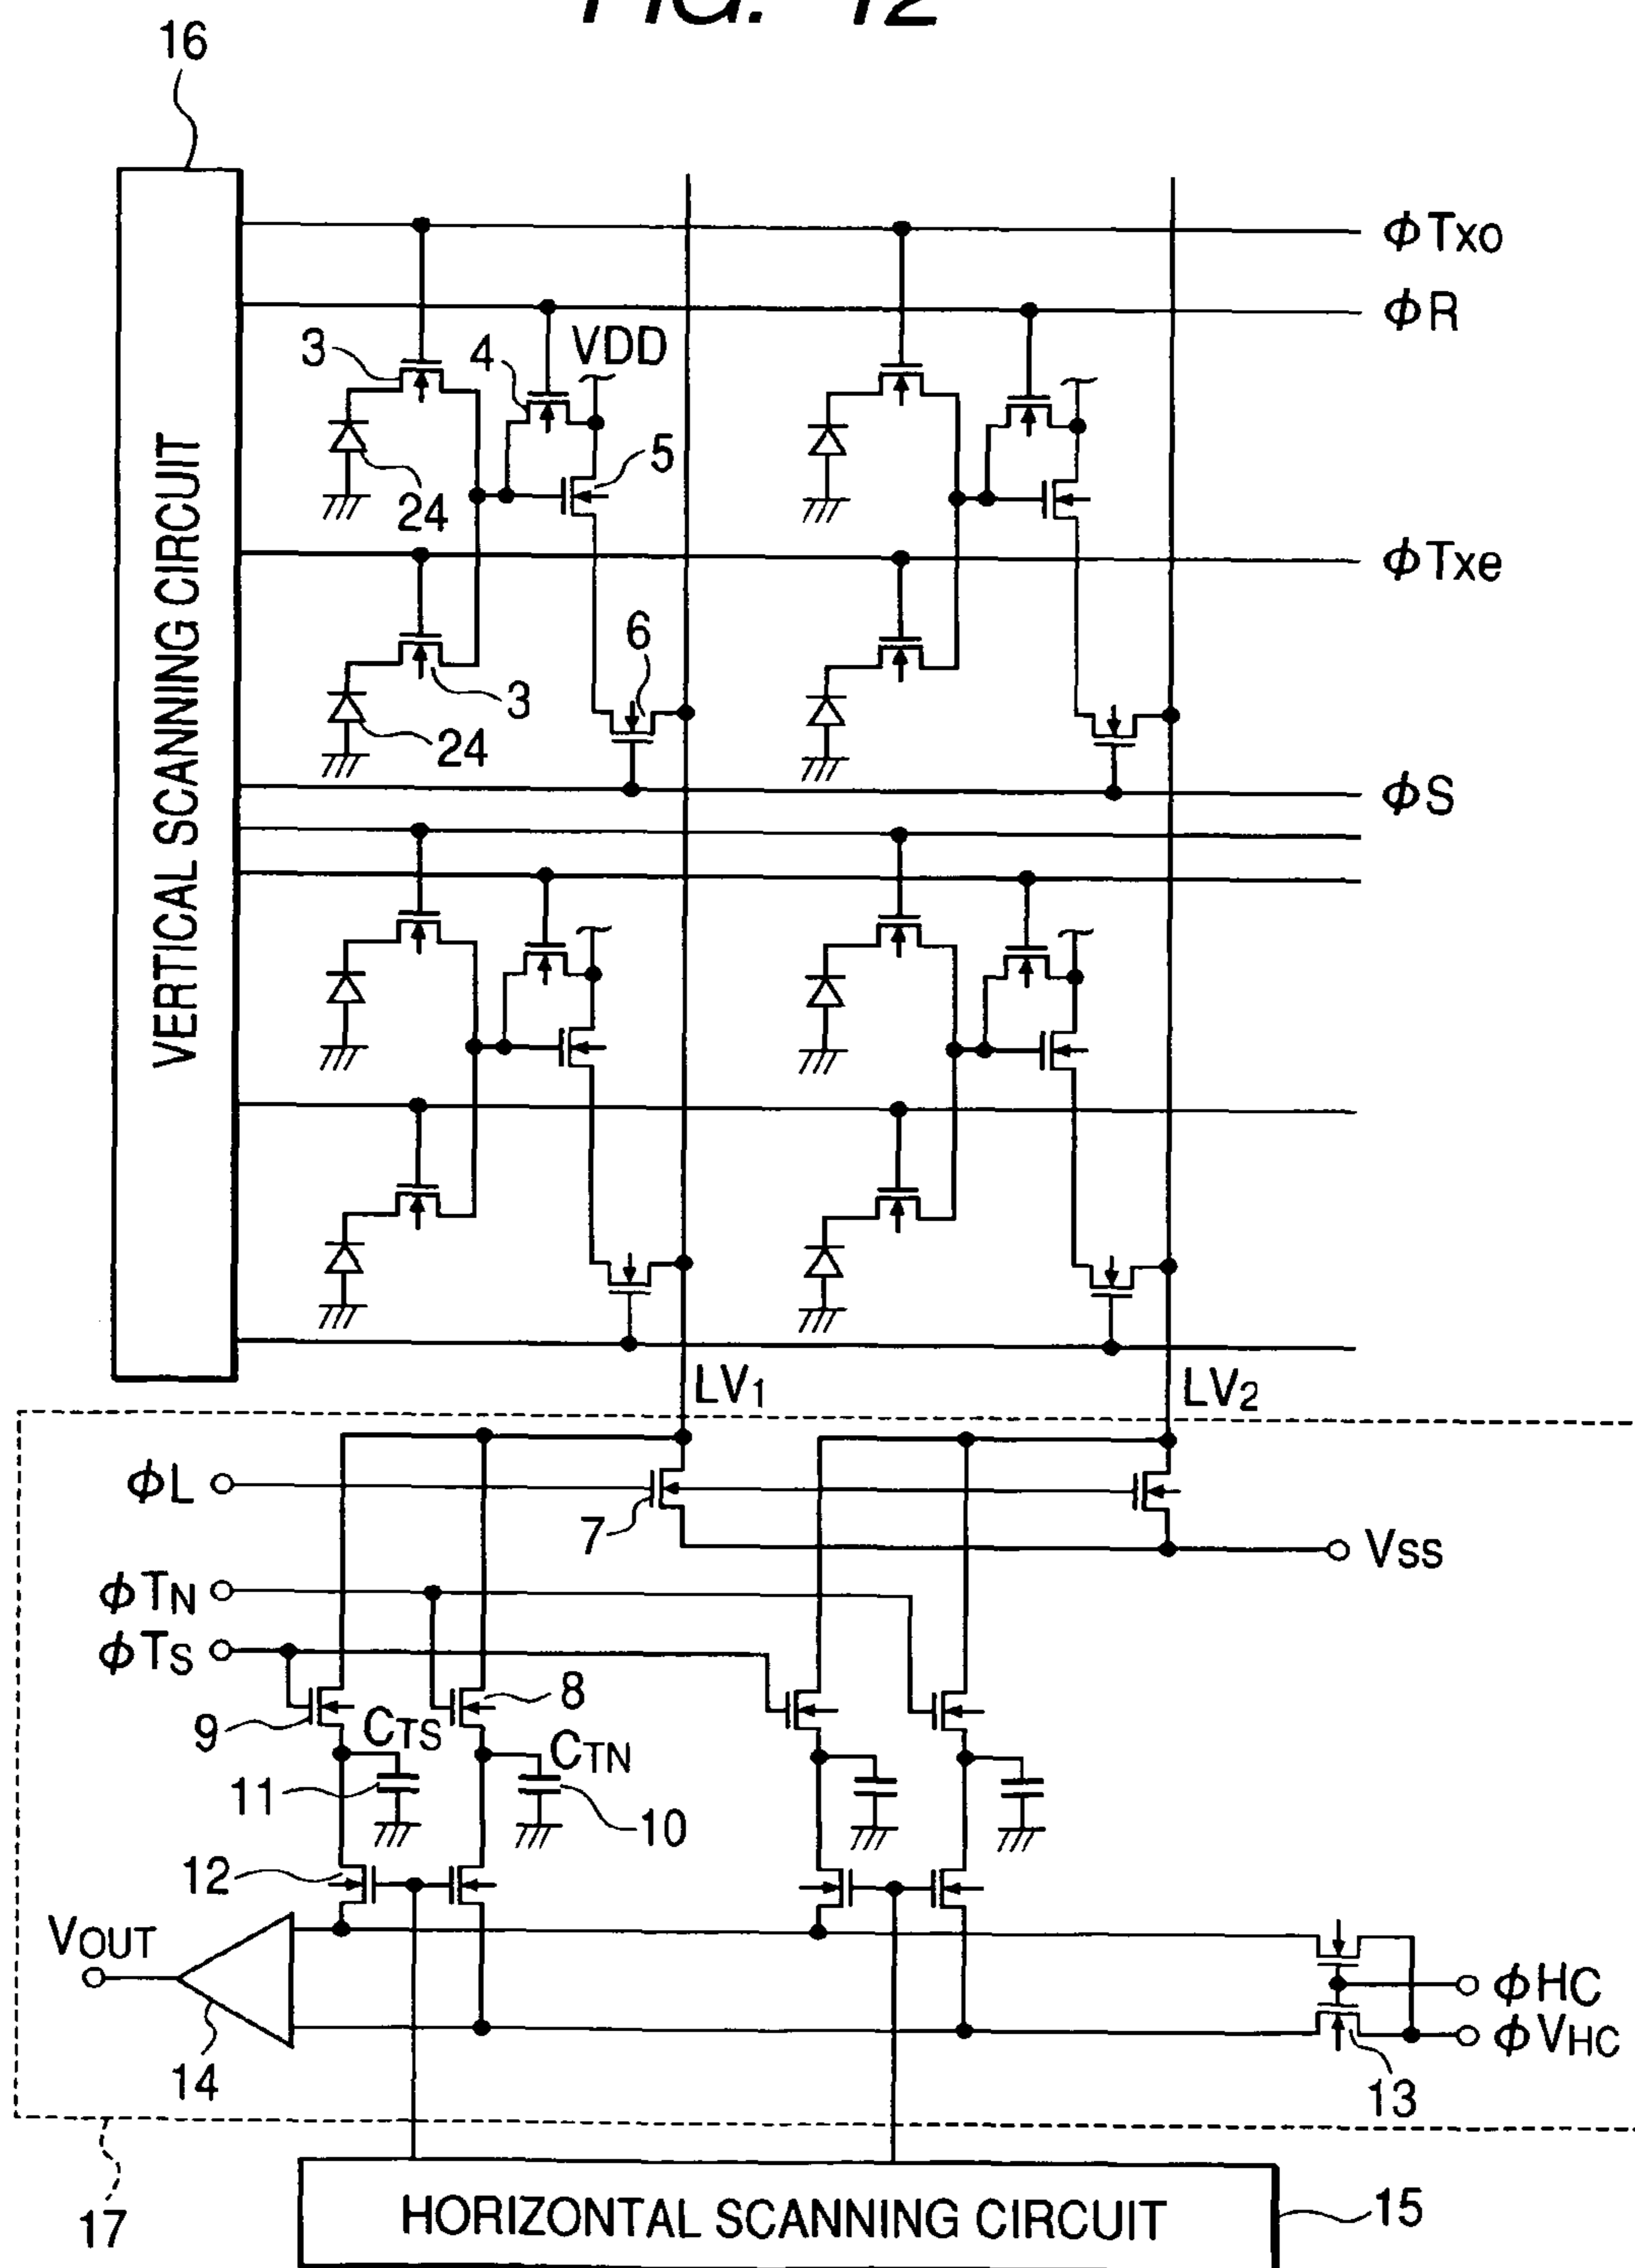 FIG. 12
16
ϕTXO
ϕR
3
4
VDD
5
24
ϕTxe
6
3
24
ϕS
VERTICAL SCANNING CIRCUIT
LV1
LV2
ϕL
7
VSS
ϕTN
ϕTS
9
8
CTS
CTN
11
10
12
VOUT
14
ϕHC
ϕVHC
13
17
HORIZONTAL SCANNING CIRCUIT
15